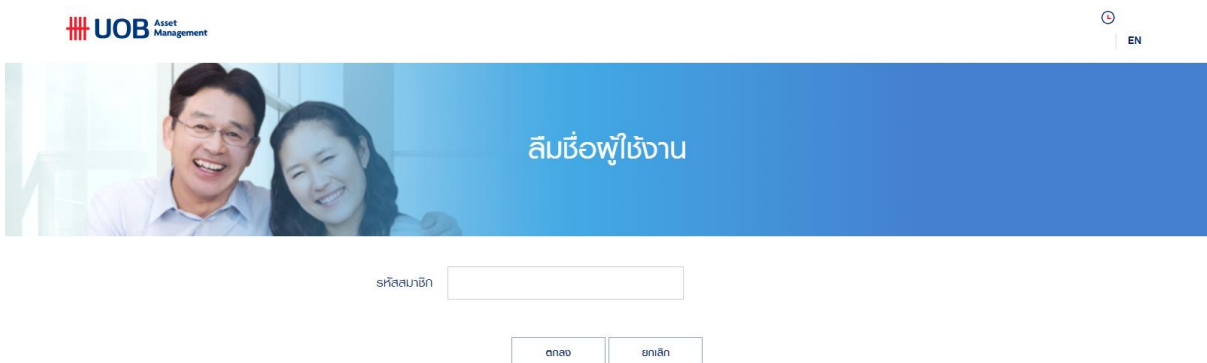 UOB Asset Management
EN
ลืมชื่อผู้ใช้งาน
รหัสสมาชิก
ตกลง ยกเลิก